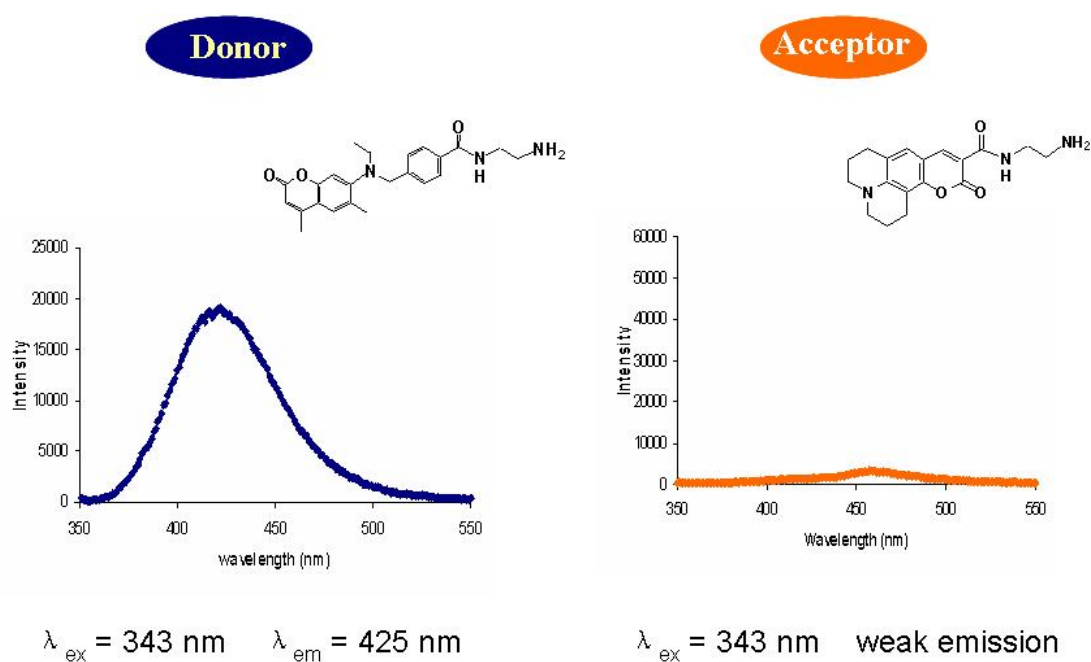 Donor
Acceptor
O
N
H
NH2
N
O
O
O
N
H
NH2
N
O
O
25000
20000
15000
10000
5000
0
Intensity
350 400 450 500 550
wavelength (nm)
60000
50000
40000
30000
20000
10000
0
Intensity
350 400 450 500 550
Wavelength (nm)
λ ex = 343 nm λ em = 425 nm
λ ex = 343 nm weak emission